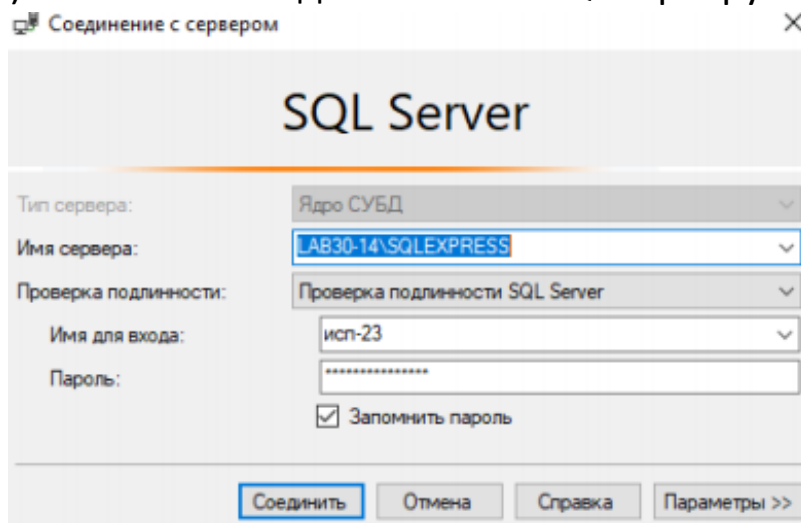 Соединение с сервером
SQL Server
Тип сервера: Ядро СУБД
Имя сервера: LAB30-14\SQLEXPRESS
Проверка подлинности: Проверка подлинности SQL Server
Имя для входа: исп-23
Пароль: ***************
Запомнить пароль
Соединить Отмена Справка Параметры >>